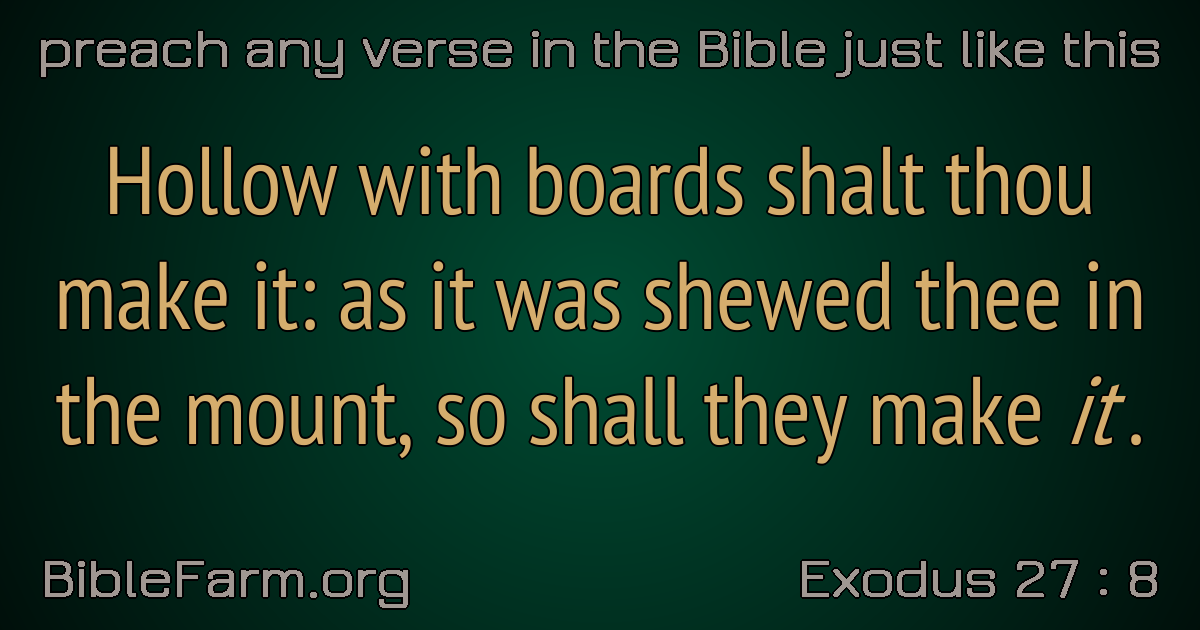 preach any verse in the Bible just like this
Hollow with boards shalt thou
make it: as it was shewed thee in
the mount, so shall they make it.
BibleFarm.org
Exodus 27 : 8